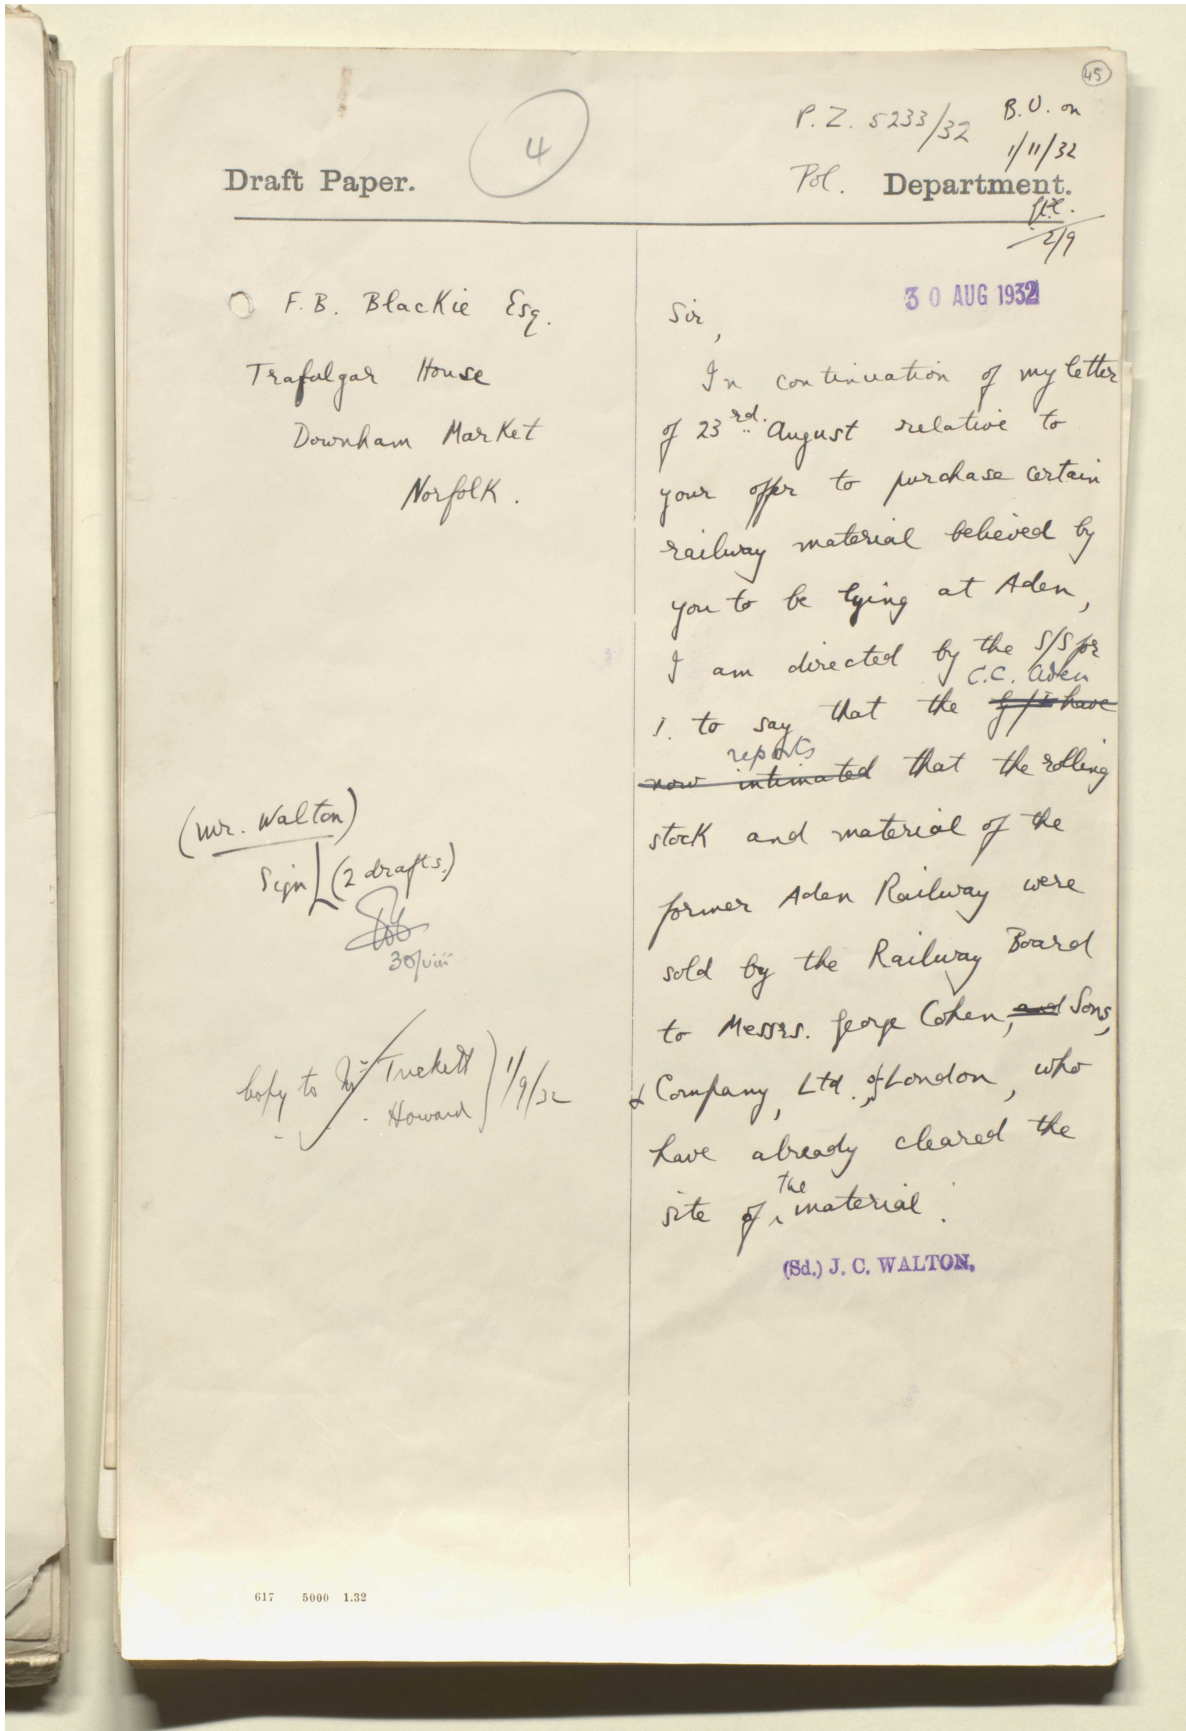 45
P. Z. 5233/32
B.U. on
1/11/32
4
Draft Paper.
Pol. Department.
2/9
30 AUG 1932
F. B. Blackie Esq.
Trafalgar House
Downham Market
Norfolk.
Sir,
In continuation of my letter
of 23rd. August relative to
your offer to purchase certain
railway material believed by
you to be lying at Aden,
I am directed by the S/S for
C.C. Aden
I. to say that the have
reports
now intimated that the rolling
stock and material of the
former Aden Railway were
sold by the Railway Board
to Messrs. George Cohen, and Sons,
& Company, Ltd. of London, who
have already cleared the
the
site of material.
(Sd.) J. C. WALTON.
(Mr. Walton)
Sign (2 drafts.)
30/viii
Copy to Mr Tuckett
Howard
1/9/32
617 5000 1.32